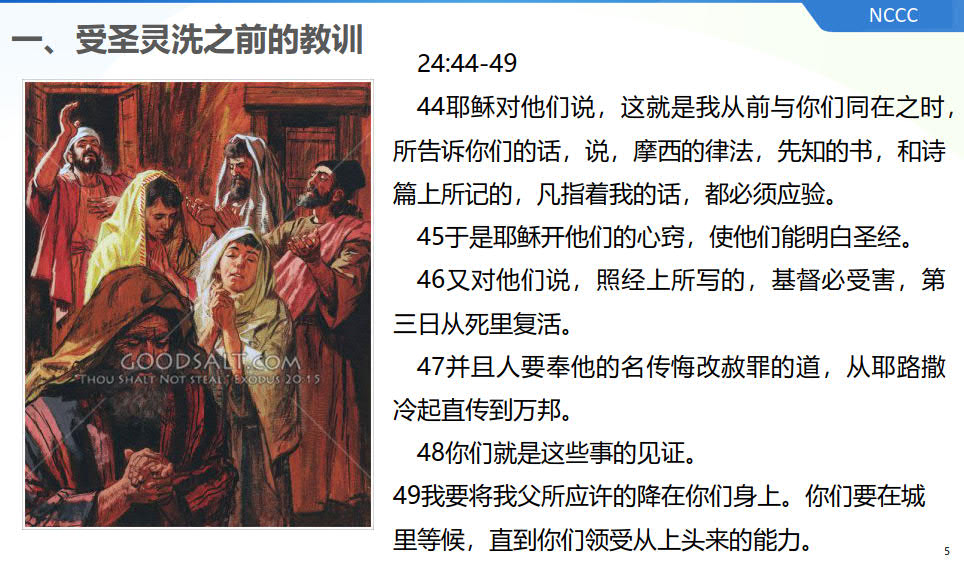 NCCC
一、受圣灵洗之前的教训
24:44-49
44耶稣对他们说，这就是我从前与你们同在之时，
所告诉你们的话，说，摩西的律法，先知的书，和诗
篇上所记的，凡指着我的话，都必须应验。
45于是耶稣开他们的心窍，使他们能明白圣经。
46又对他们说，照经上所写的，基督必受害，第
三日从死里复活。
47并且人要奉他的名传悔改赦罪的道，从耶路撒
冷起直传到万邦。
48你们就是这些事的见证。
49我要将我父所应许的降在你们身上。你们要在城
里等候，直到你们领受从上头来的能力。
GOODSALT.COM
THOU SHALT NOT STEAL, EXODUS 20:15
5